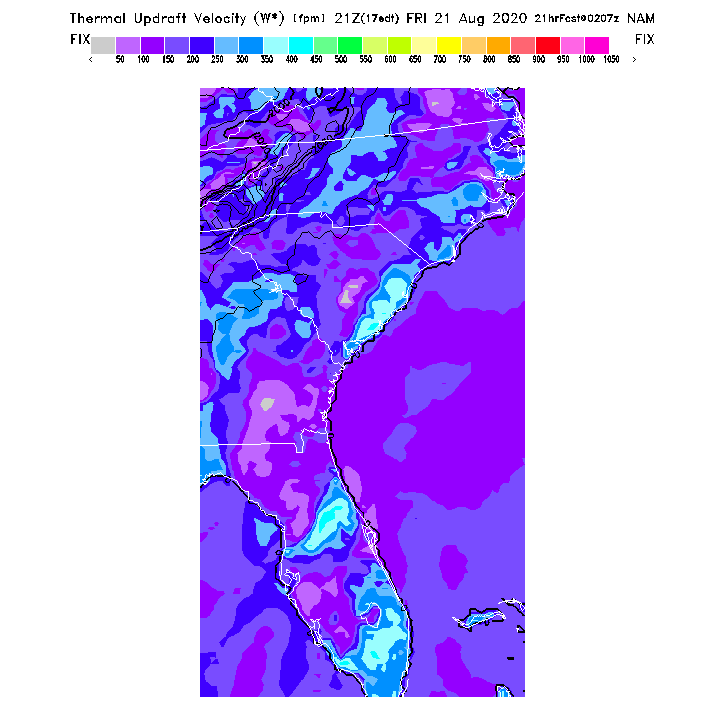 Thermal Updraft Velocity (W*) [fpm] 21Z(17edt) FRI 21 Aug 2020 21hrFcst@0207z NAM
FIX FIX
< 50 100 150 200 250 300 350 400 450 500 550 600 650 700 750 800 850 900 950 1000 1050 >